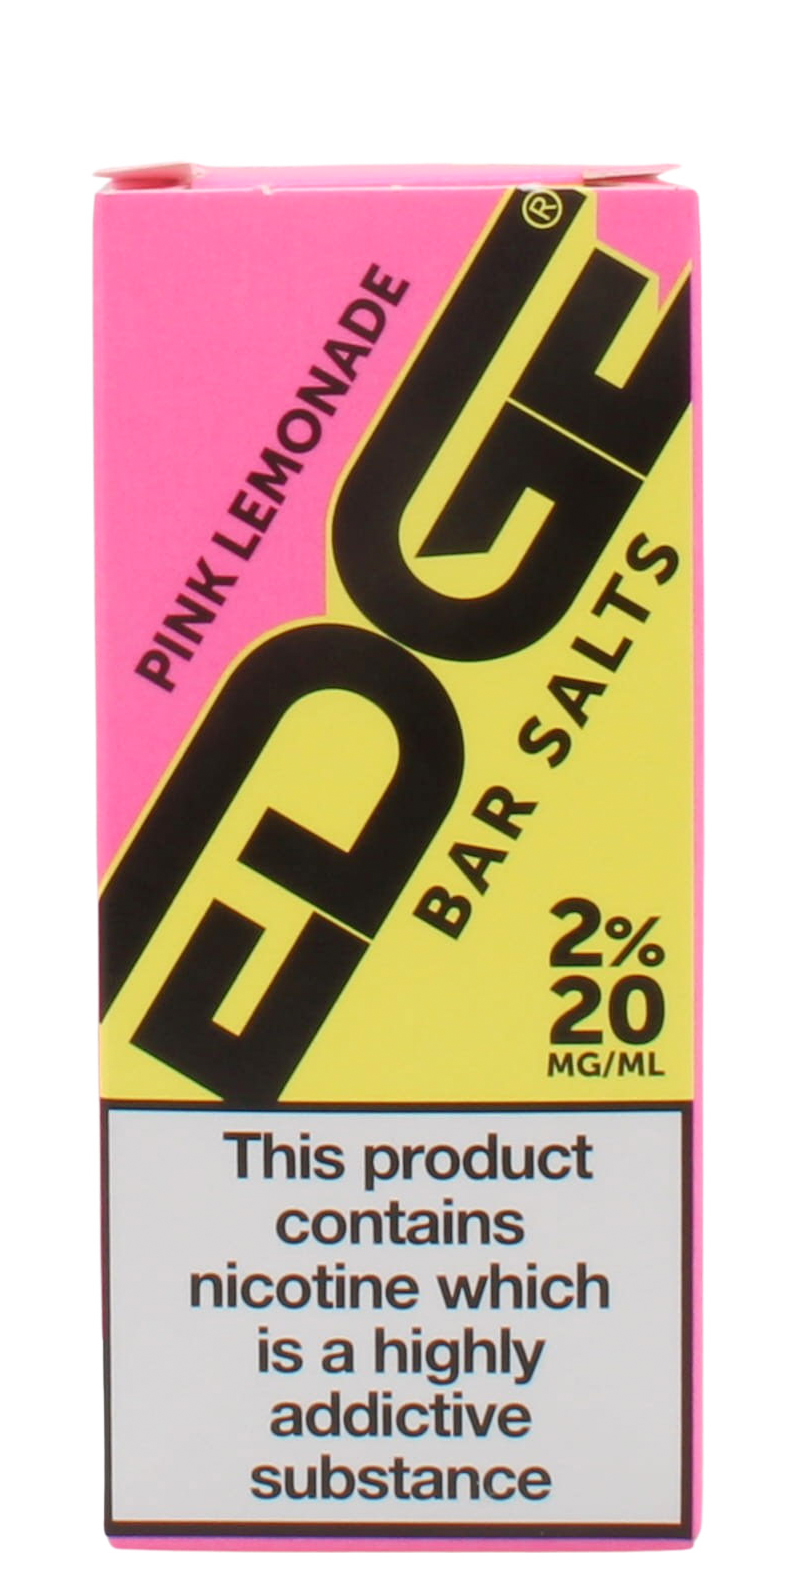 PINK LEMONADE
EDGE®
BAR SALTS
2%
20
MG/ML
This product
contains
nicotine which
is a highly
addictive
substance